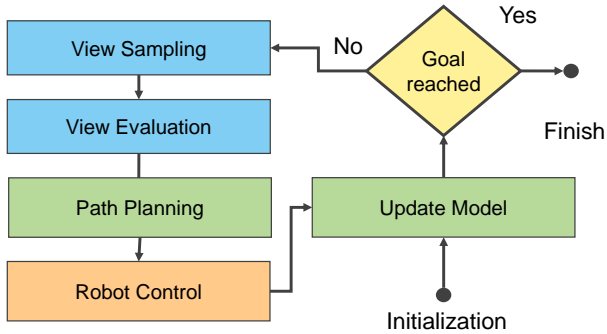 Yes
No
View Sampling
Goal
reached
View Evaluation
Finish
Path Planning
Update Model
Robot Control
Initialization